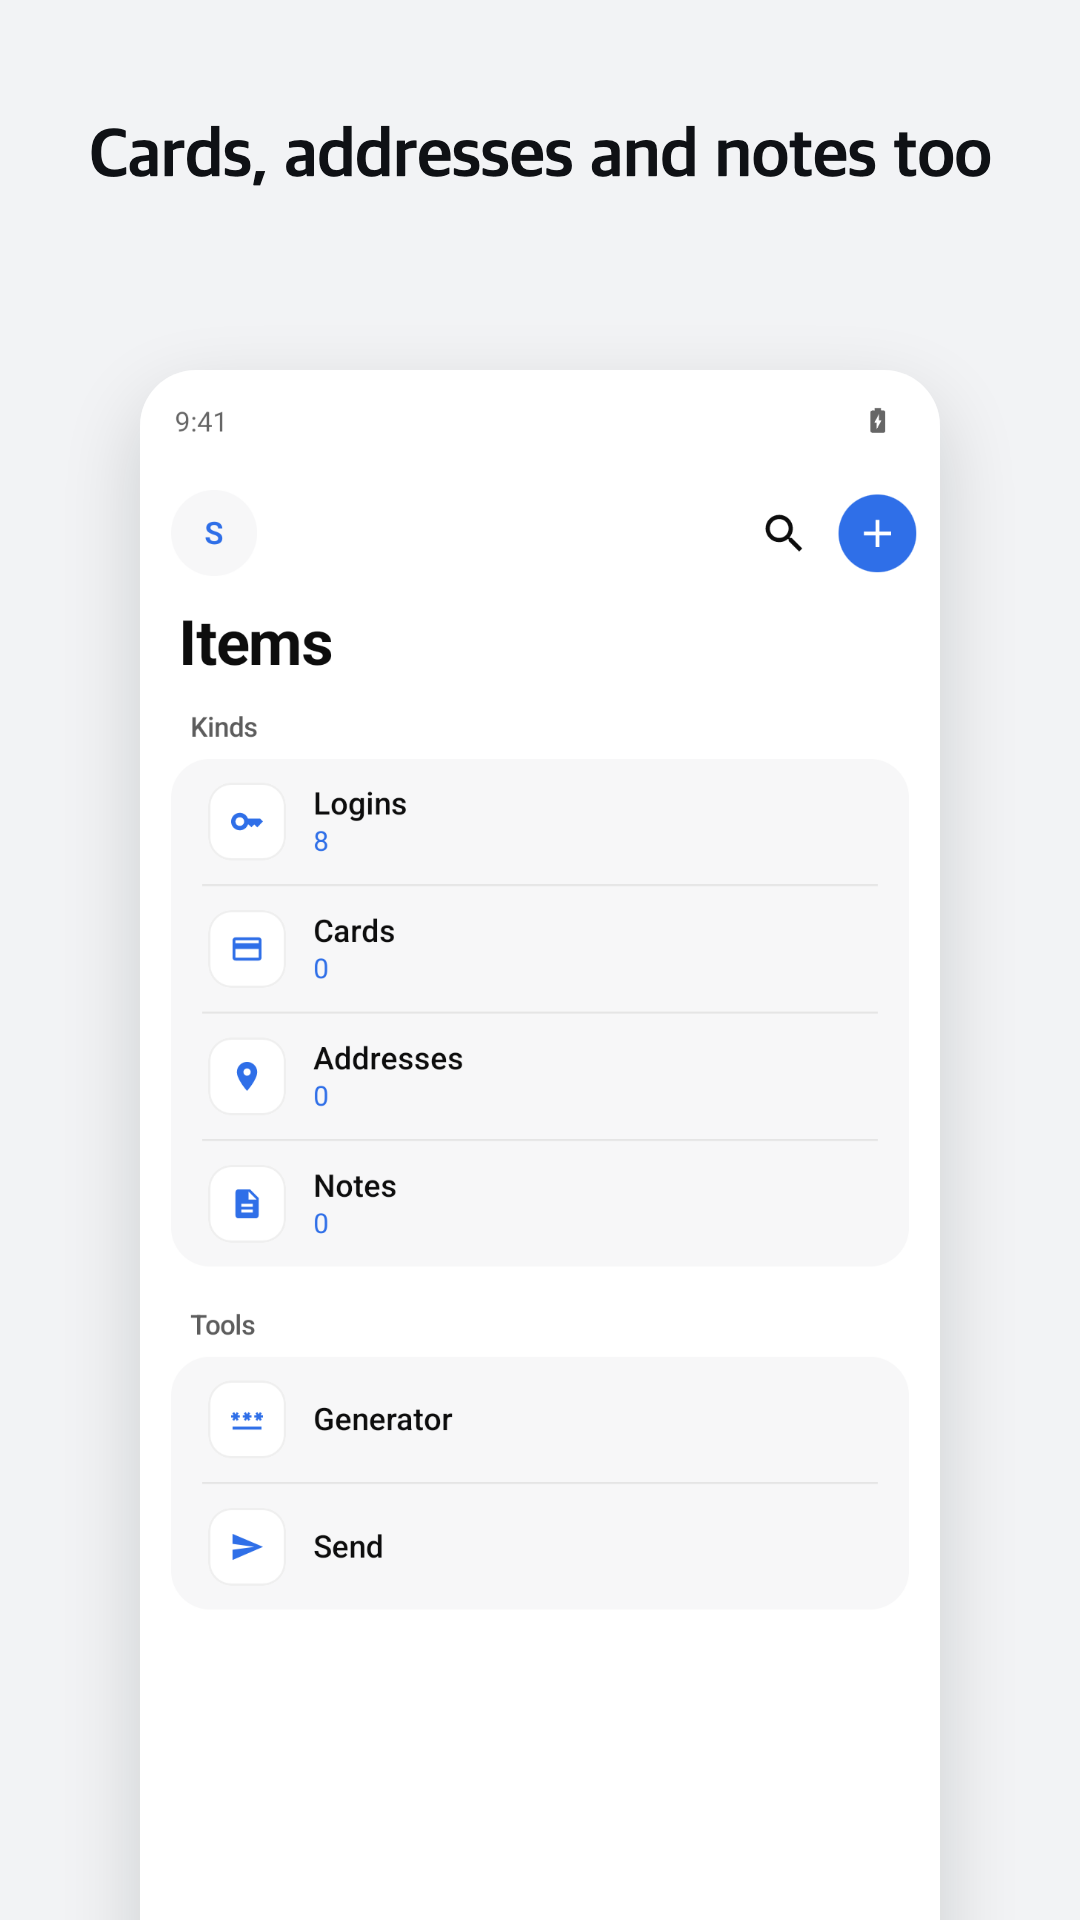 Cards, addresses and notes too
9:41
S
Items
Kinds
Logins
8
Cards
0
Addresses
0
Notes
0
Tools
***
Generator
Send